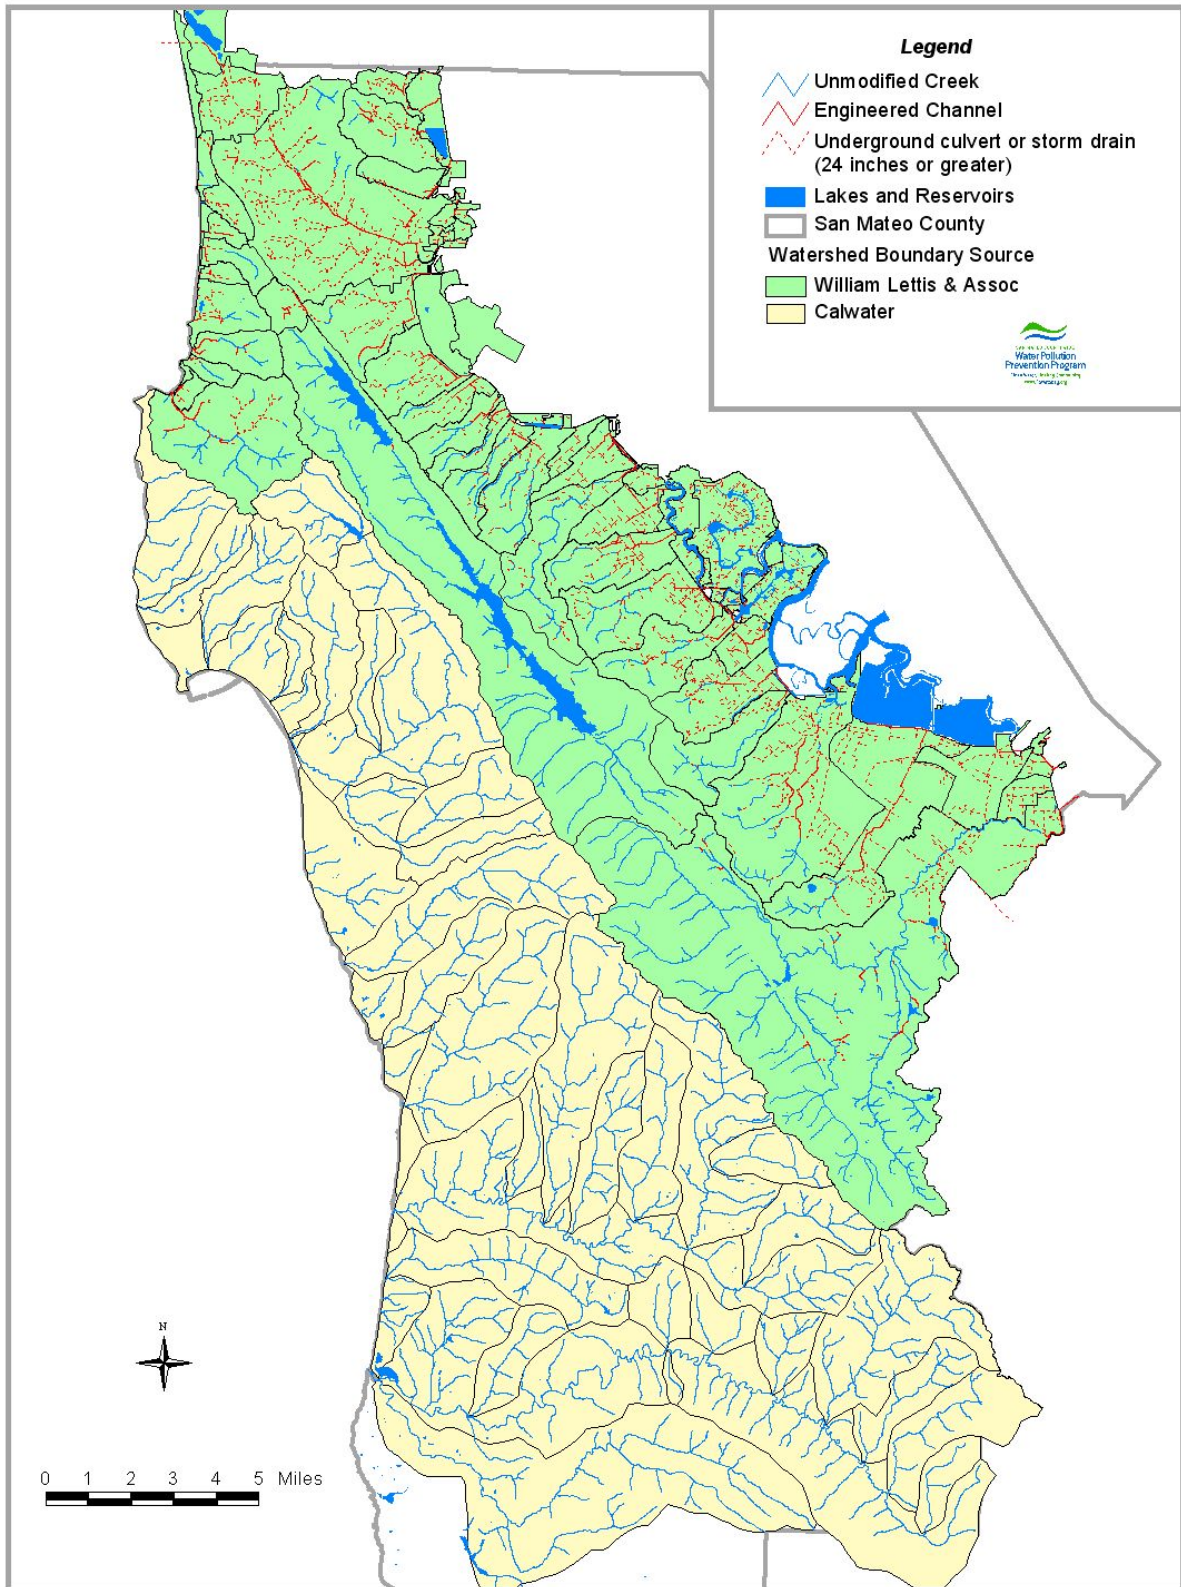 Legend
Unmodified Creek
Engineered Channel
Underground culvert or storm drain
(24 inches or greater)
Lakes and Reservoirs
San Mateo County
Watershed Boundary Source
William Lettis & Assoc
Calwater
Water Pollution
Prevention Program
N
0 1 2 3 4 5 Miles